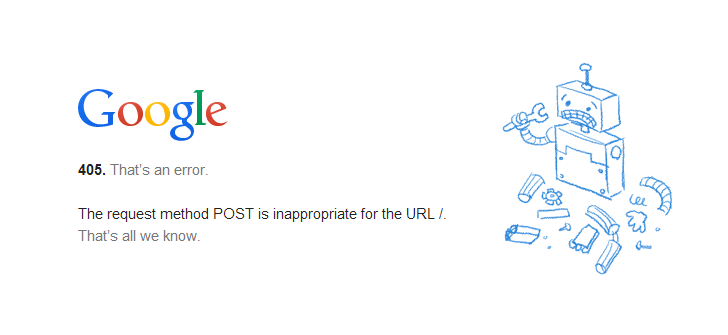 Google
405. That's an error.
The request method POST is inappropriate for the URL /.
That's all we know.